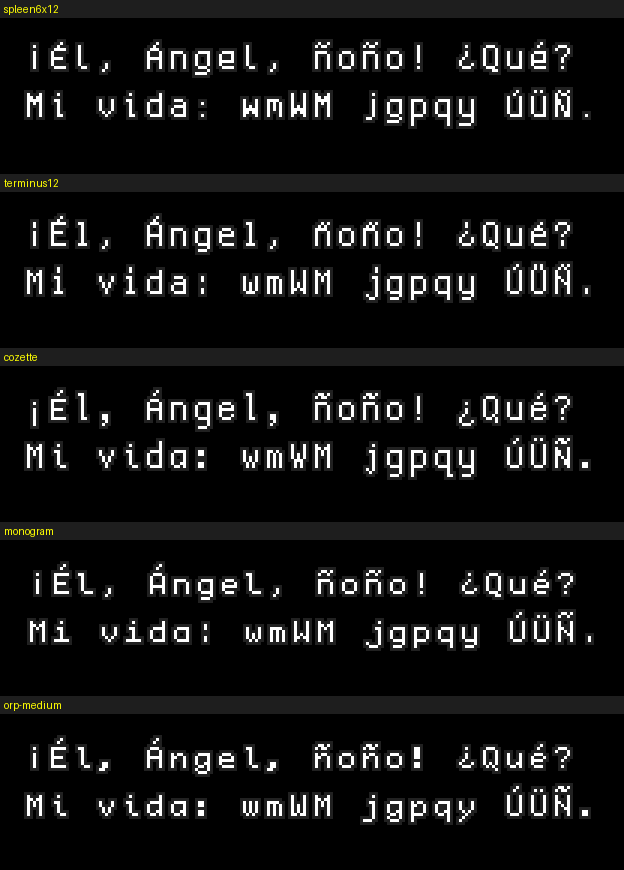 spleen6x12
¡Él, Ángel, ñoño! ¿Qué?
Mi vida: wmWM jgpqy ÚÜÑ.
terminus12
¡Él, Ángel, ñoño! ¿Qué?
Mi vida: wmWM jgpqy ÚÜÑ.
cozette
¡Él, Ángel, ñoño! ¿Qué?
Mi vida: wmWM jgpqy ÚÜÑ.
monogram
¡Él, Ángel, ñoño! ¿Qué?
Mi vida: wmWM jgpqy ÚÜÑ.
orp-medium
¡Él, Ángel, ñoño! ¿Qué?
Mi vida: wmWM jgpqy ÚÜÑ.